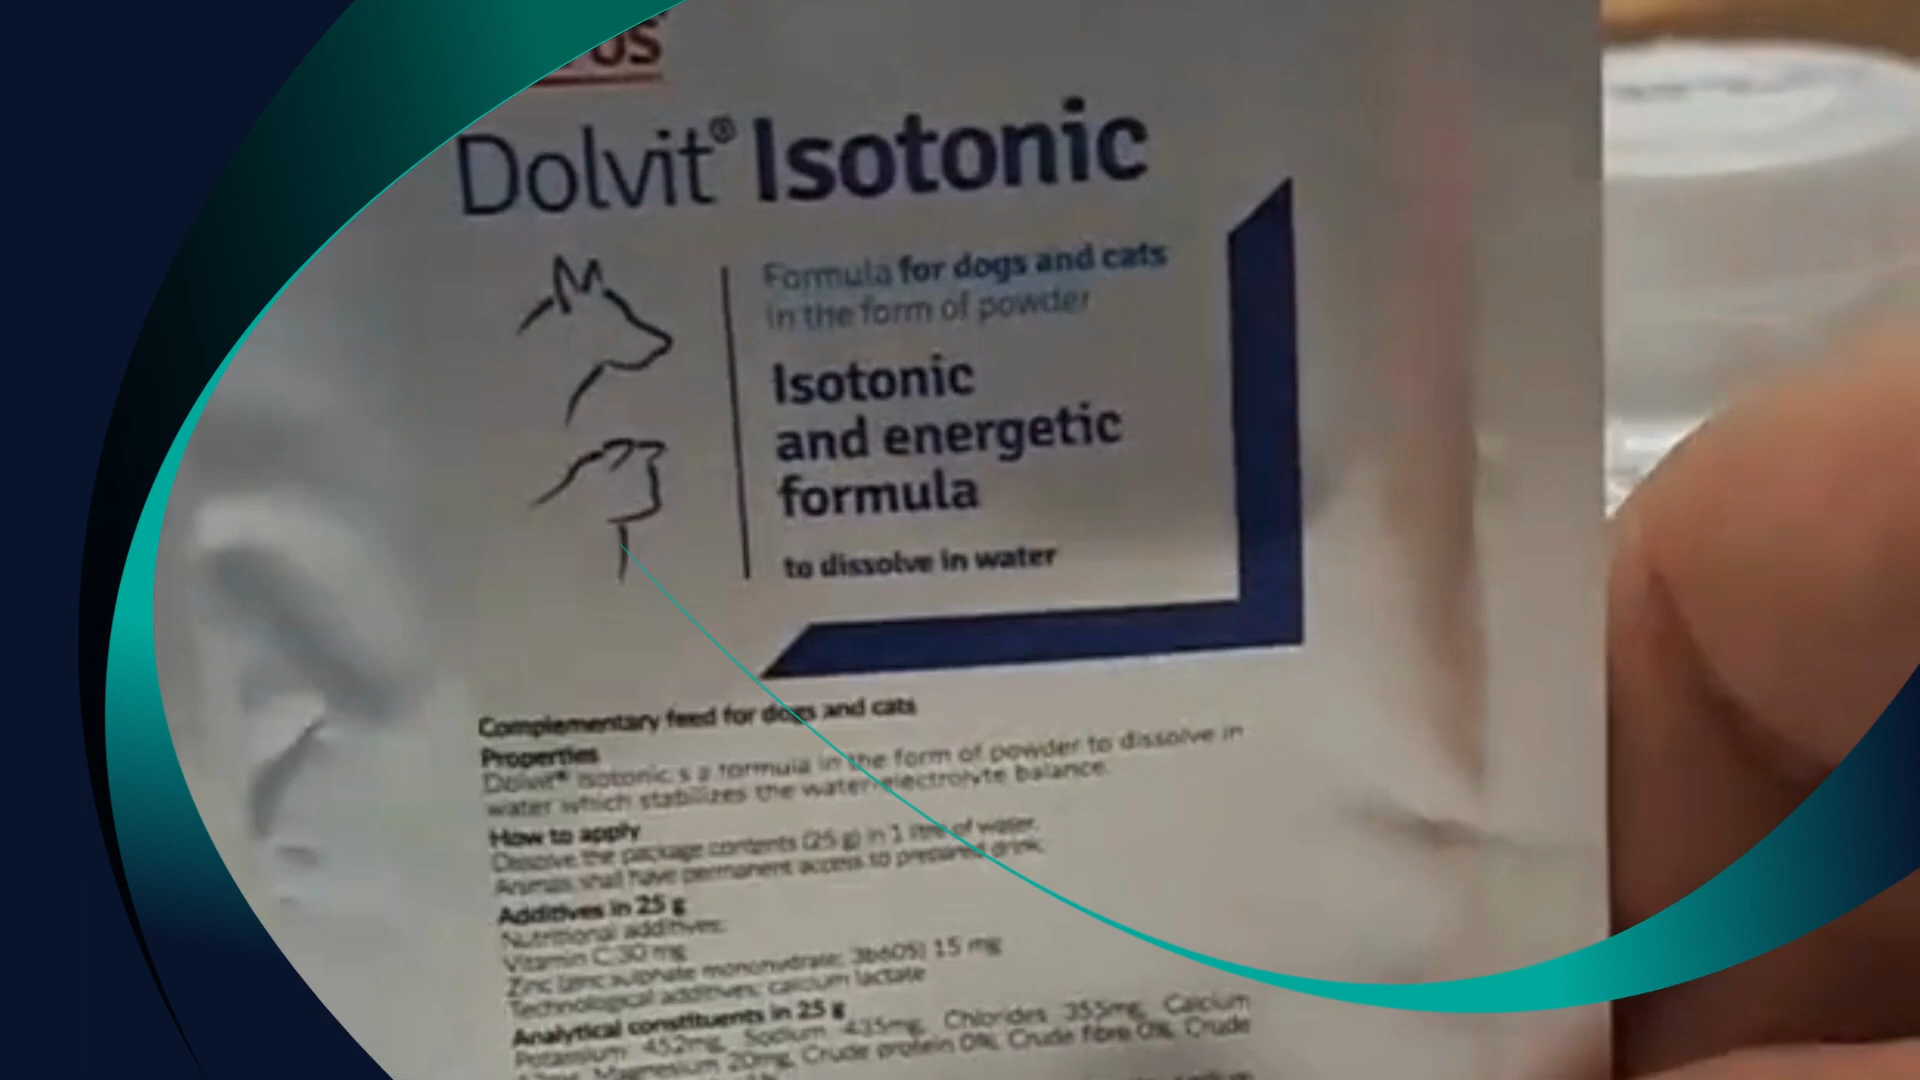 Dolvit® Isotonic
Formula for dogs and cats
in the form of powder
Isotonic
and energetic
formula
to dissolve in water
Complementary feed for dogs and cats
Properties
Dolvit® Isotonic is a formula in the form of powder to dissolve in
water which stabilizes the water-electrolyte balance.
How to apply
Dissolve the package contents (25 g) in 1 litre of water.
Animals shall have permanent access to prepared drink.
Additives in 25 g
Nutritional additives:
Vitamin C 30 mg
Zinc (zinc sulphate monohydrate; 3b605) 15 mg
Technological additives: calcium lactate
Analytical constituents in 25 g
Potassium 452mg, Sodium 435mg, Chlorides 355mg, Calcium
Magnesium 20mg, Crude protein 0%, Crude fibre 0%, Crude